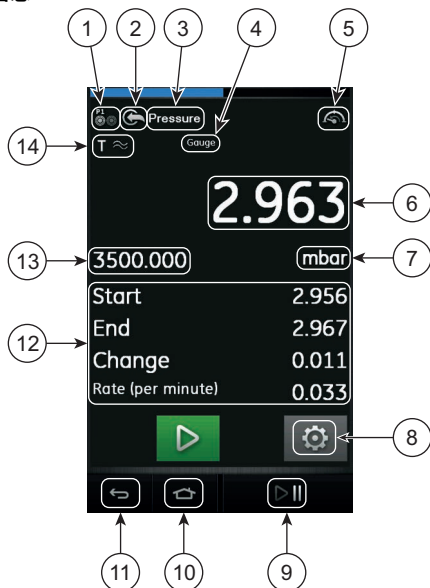 1 2 3 4 5
P1 Pressure
14 T ≈ Gauge
2.963 6
13 3500.000 mbar 7
Start 2.956
12 End 2.967
Change 0.011
Rate (per minute) 0.033
8
11 10 9